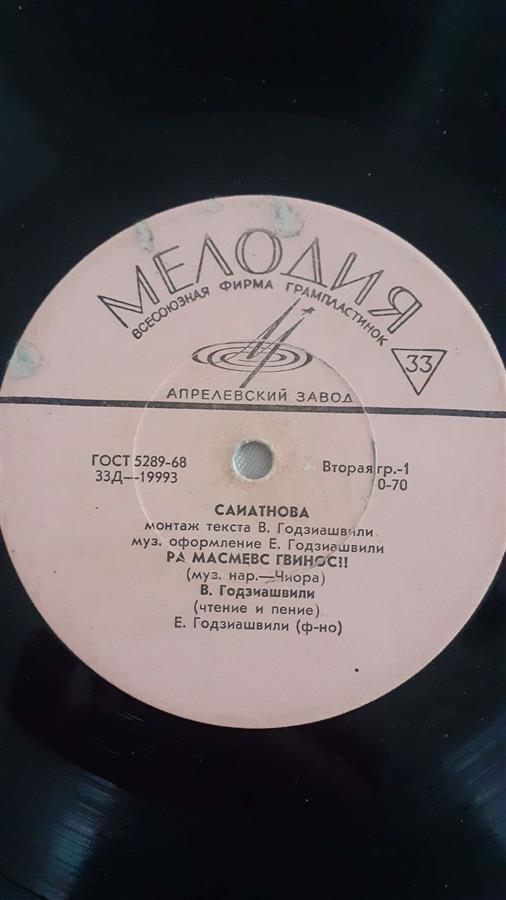 МЕЛОДИЯ
ВСЕСОЮЗНАЯ ФИРМА ГРАМПЛАСТИНОК
33
АПРЕЛЕВСКИЙ ЗАВОД
ГОСТ 5289-68
33Д—19993
Вторая гр.-1
0-70
САИАТНОВА
монтаж текста В. Годзиашвили
муз. оформление Е. Годзиашвили
РА МАСМЕВС ГВИНОС!!
(муз. нар.—Чиора)
В. Годзиашвили
(чтение и пение)
Е. Годзиашвили (ф-но)